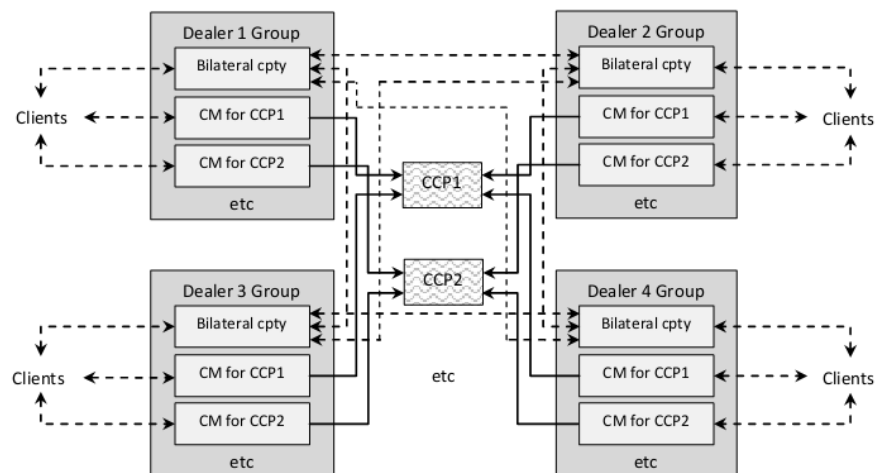 Dealer 1 Group
Bilateral cpty
CM for CCP1
CM for CCP2
etc
Clients
Dealer 2 Group
Bilateral cpty
CM for CCP1
CM for CCP2
etc
Clients
CCP1
CCP2
etc
Dealer 3 Group
Bilateral cpty
CM for CCP1
CM for CCP2
etc
Clients
Dealer 4 Group
Bilateral cpty
CM for CCP1
CM for CCP2
etc
Clients